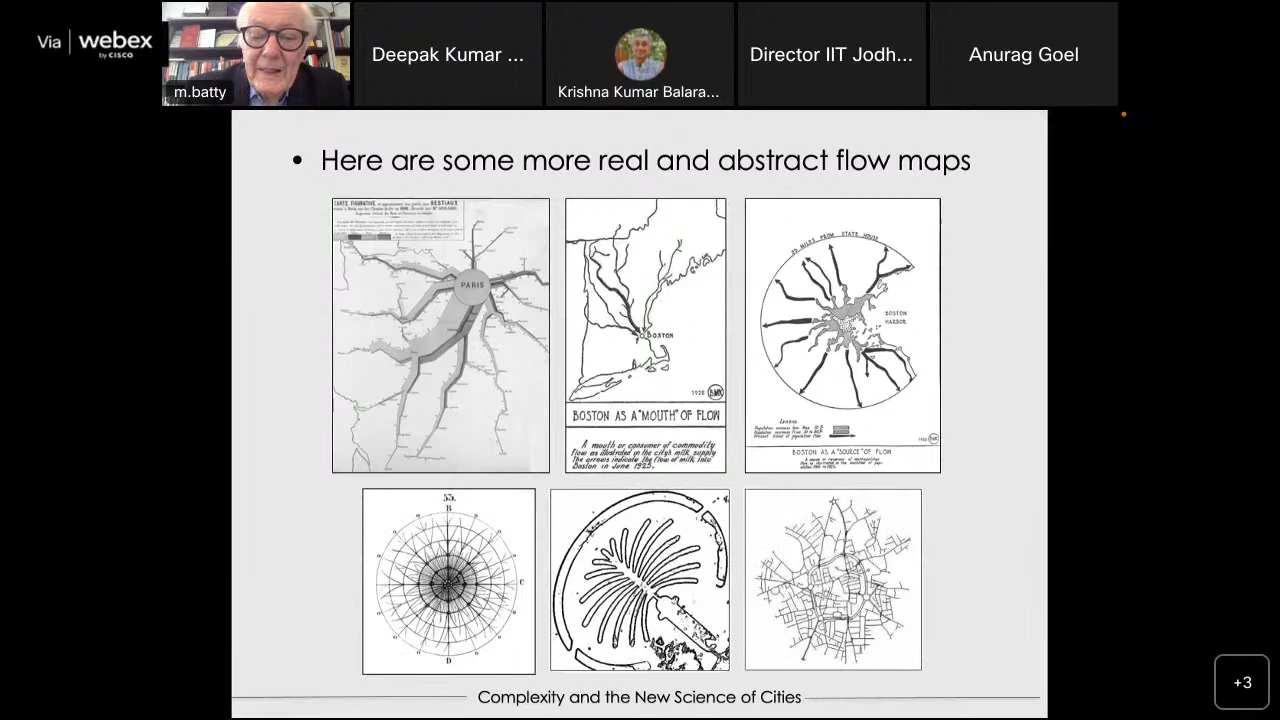 Via | webex
by CISCO
m.batty
Deepak Kumar ...
Krishna Kumar Balara...
Director IIT Jodh...
Anurag Goel
• Here are some more real and abstract flow maps
CARTE FIGURATIVE
BESTIAUX
PARIS
BOSTON
1920
BOSTON AS A "MOUTH" OF FLOW
A mouth or consumer of commodity
flow as illustrated in the city's milk supply
The arrows indicate the flow of milk into
Boston in June 1925.
MILES FROM STATE HOUSE
BOSTON
HARBOR
Legend
BOSTON AS A "SOURCE" OF FLOW
53.
B
C
D
Complexity and the New Science of Cities
+3